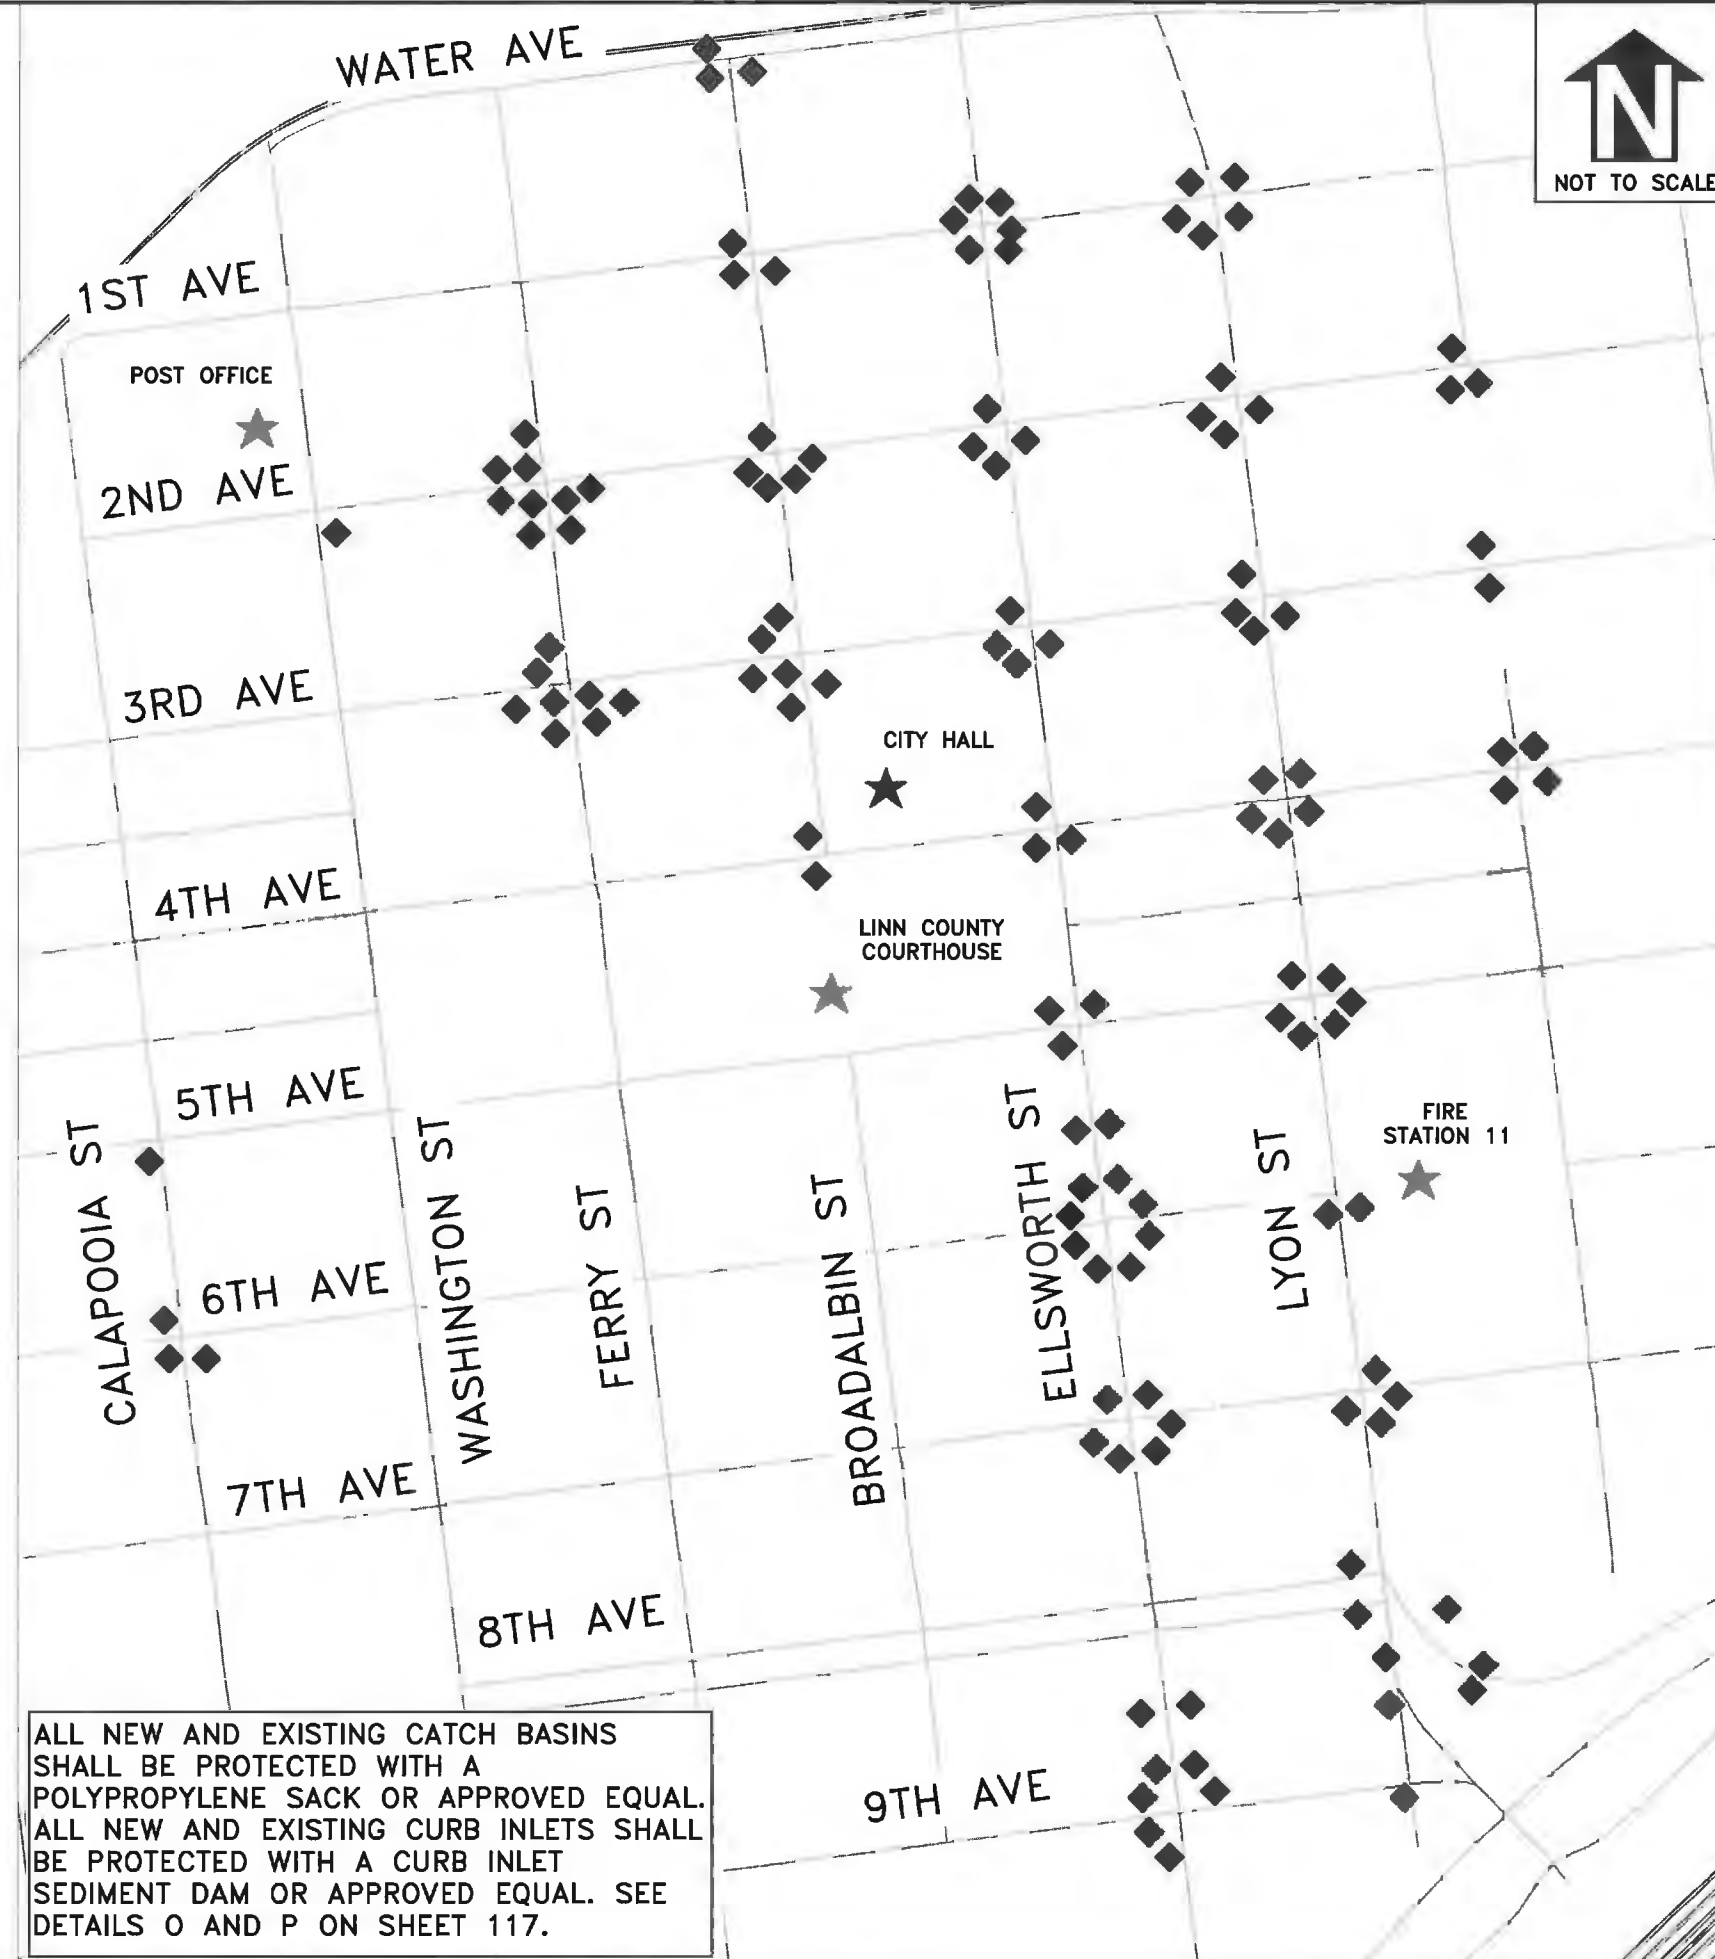 WATER AVE
N
NOT TO SCALE
1ST AVE
POST OFFICE
2ND AVE
3RD AVE
CITY HALL
4TH AVE
LINN COUNTY
COURTHOUSE
5TH AVE
FIRE
STATION 11
CALAPOOIA ST
WASHINGTON ST
FERRY ST
BROADALBIN ST
ELLSWORTH ST
LYON ST
6TH AVE
7TH AVE
8TH AVE
9TH AVE
ALL NEW AND EXISTING CATCH BASINS
SHALL BE PROTECTED WITH A
POLYPROPYLENE SACK OR APPROVED EQUAL.
ALL NEW AND EXISTING CURB INLETS SHALL
BE PROTECTED WITH A CURB INLET
SEDIMENT DAM OR APPROVED EQUAL. SEE
DETAILS O AND P ON SHEET 117.